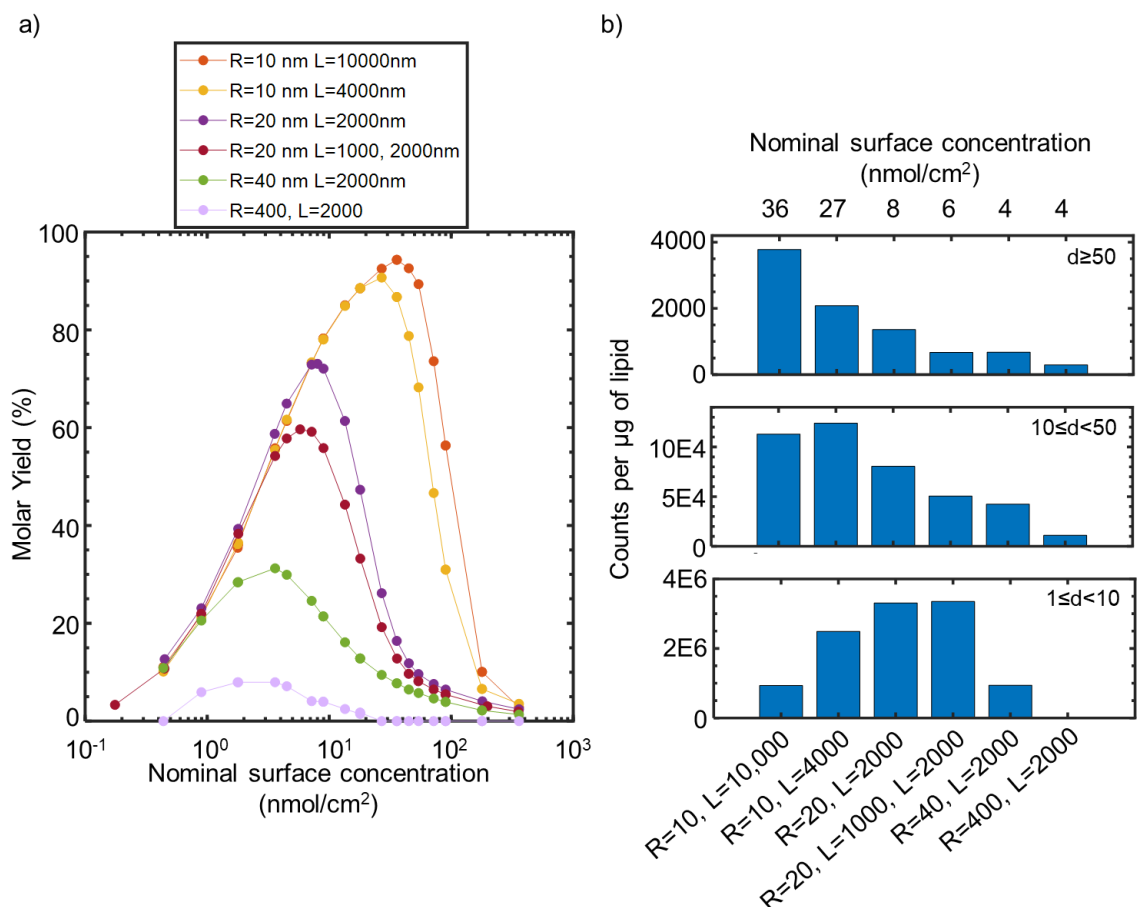 a)
R=10 nm L=10000nm
R=10 nm L=4000nm
R=20 nm L=2000nm
R=20 nm L=1000, 2000nm
R=40 nm L=2000nm
R=400, L=2000
Molar Yield (%)
100
80
60
40
20
0
10-1
100
101
102
103
Nominal surface concentration
(nmol/cm2)
b)
Nominal surface concentration
(nmol/cm2)
36 27 8 6 4 4
Counts per µg of lipid
4000
2000
0
d≥50
10E4
5E4
0
10≤d<50
4E6
2E6
0
1≤d<10
R=10, L=10,000
R=10, L=4000
R=20, L=2000
R=20, L=1000, L=2000
R=40, L=2000
R=400, L=2000